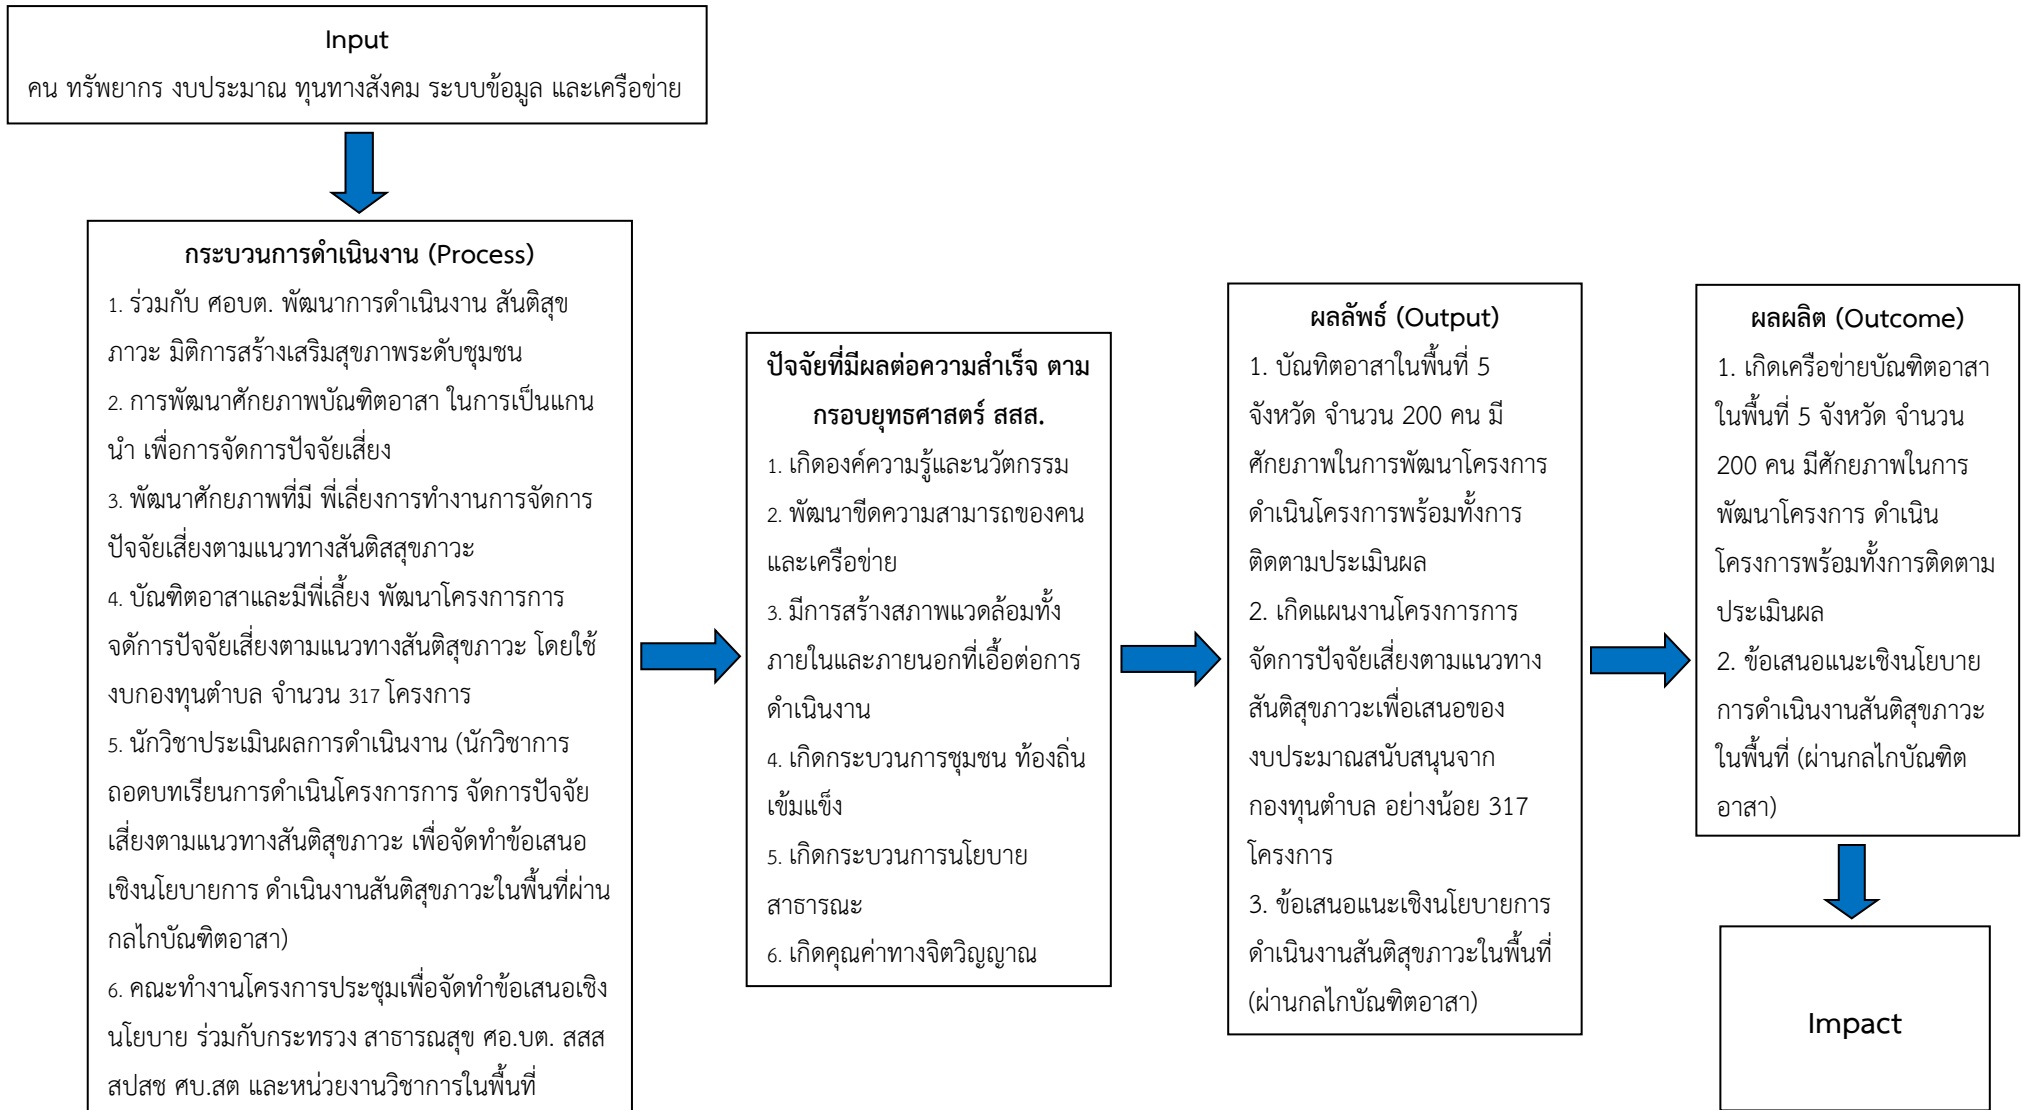 Input
คน ทรัพยากร งบประมาณ ทุนทางสังคม ระบบข้อมูล และเครือข่าย
กระบวนการดำเนินงาน (Process)
1. ร่วมกับ ศอบต. พัฒนาการดำเนินงาน สันติสุข
ภาวะ มิติการสร้างเสริมสุขภาพระดับชุมชน
2. การพัฒนาศักยภาพบัณฑิตอาสา ในการเป็นแกน
นำ เพื่อการจัดการปัจจัยเสี่ยง
3. พัฒนาศักยภาพที่มี พี่เลี่ยงการทำงานการจัดการ
ปัจจัยเสี่ยงตามแนวทางสันติสสุขภาวะ
4. บัณฑิตอาสาและมีพี่เลี้ยง พัฒนาโครงการการ
จดัการปัจจัยเสี่ยงตามแนวทางสันติสุขภาวะ โดยใช้
งบกองทุนตำบล จำนวน 317 โครงการ
5. นักวิชาประเมินผลการดำเนินงาน (นักวิชาการ
ถอดบทเรียนการดำเนินโครงการการ จัดการปัจจัย
เสี่ยงตามแนวทางสันติสุขภาวะ เพื่อจัดทำข้อเสนอ
เชิงนโยบายการ ดำเนินงานสันติสุขภาวะในพื้นที่ผ่าน
กลไกบัณฑิตอาสา)
6. คณะทำงานโครงการประชุมเพื่อจัดทำข้อเสนอเชิง
นโยบาย ร่วมกับกระทรวง สาธารณสุข ศอ.บต. สสส
สปสช ศบ.สต และหน่วยงานวิชาการในพื้นที่
ปัจจัยที่มีผลต่อความสำเร็จ ตาม
กรอบยุทธศาสตร์ สสส.
1. เกิดองค์ความรู้และนวัตกรรม
2. พัฒนาขีดความสามารถของคน
และเครือข่าย
3. มีการสร้างสภาพแวดล้อมทั้ง
ภายในและภายนอกที่เอื้อต่อการ
ดำเนินงาน
4. เกิดกระบวนการชุมชน ท้องถิ่น
เข้มแข็ง
5. เกิดกระบวนการนโยบาย
สาธารณะ
6. เกิดคุณค่าทางจิตวิญญาณ
ผลลัพธ์ (Output)
1. บัณทิตอาสาในพื้นที่ 5
จังหวัด จำนวน 200 คน มี
ศักยภาพในการพัฒนาโครงการ
ดำเนินโครงการพร้อมทั้งการ
ติดตามประเมินผล
2. เกิดแผนงานโครงการการ
จัดการปัจจัยเสี่ยงตามแนวทาง
สันติสุขภาวะเพื่อเสนอของ
งบประมาณสนับสนุนจาก
กองทุนตำบล อย่างน้อย 317
โครงการ
3. ข้อเสนอแนะเชิงนโยบายการ
ดำเนินงานสันติสุขภาวะในพื้นที่
(ผ่านกลไกบัณฑิตอาสา)
ผลผลิต (Outcome)
1. เกิดเครือข่ายบัณฑิตอาสา
ในพื้นที่ 5 จังหวัด จำนวน
200 คน มีศักยภาพในการ
พัฒนาโครงการ ดำเนิน
โครงการพร้อมทั้งการติดตาม
ประเมินผล
2. ข้อเสนอแนะเชิงนโยบาย
การดำเนินงานสันติสุขภาวะ
ในพื้นที่ (ผ่านกลไกบัณฑิต
อาสา)
Impact